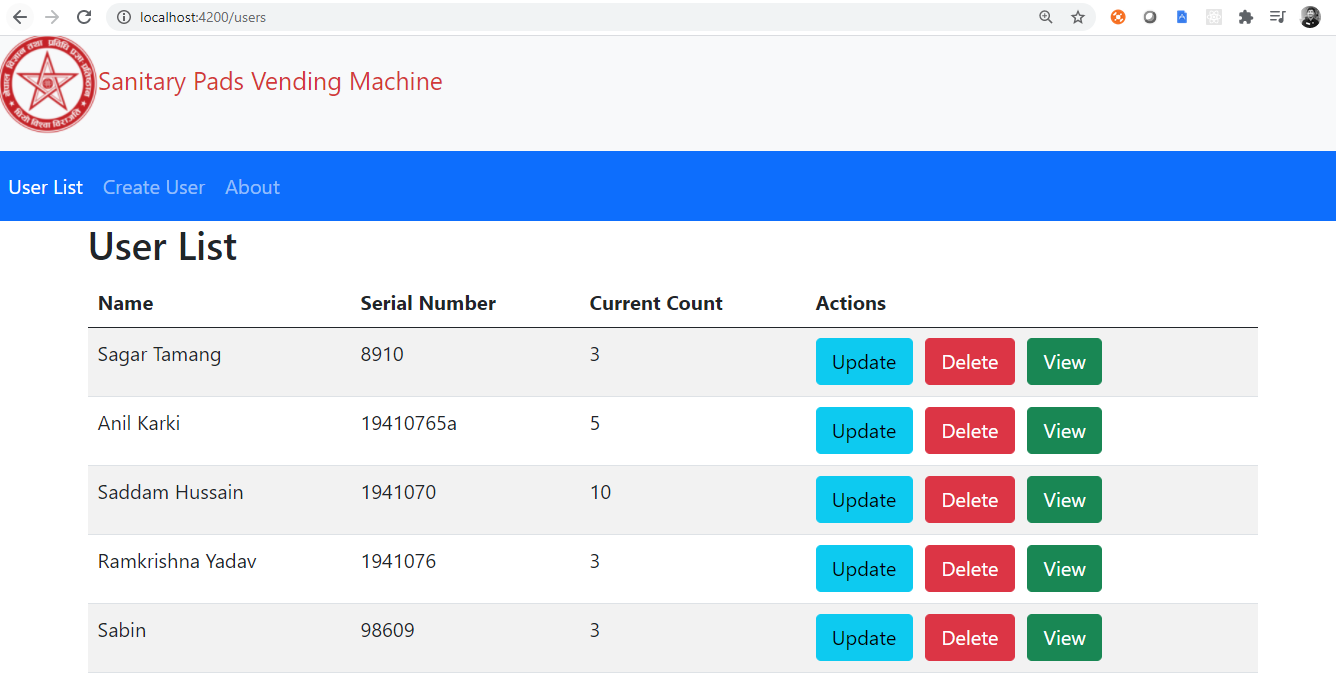 localhost:4200/users
Sanitary Pads Vending Machine
User List Create User About
User List
Name Serial Number Current Count Actions
Sagar Tamang 8910 3 Update Delete View
Anil Karki 19410765a 5 Update Delete View
Saddam Hussain 1941070 10 Update Delete View
Ramkrishna Yadav 1941076 3 Update Delete View
Sabin 98609 3 Update Delete View